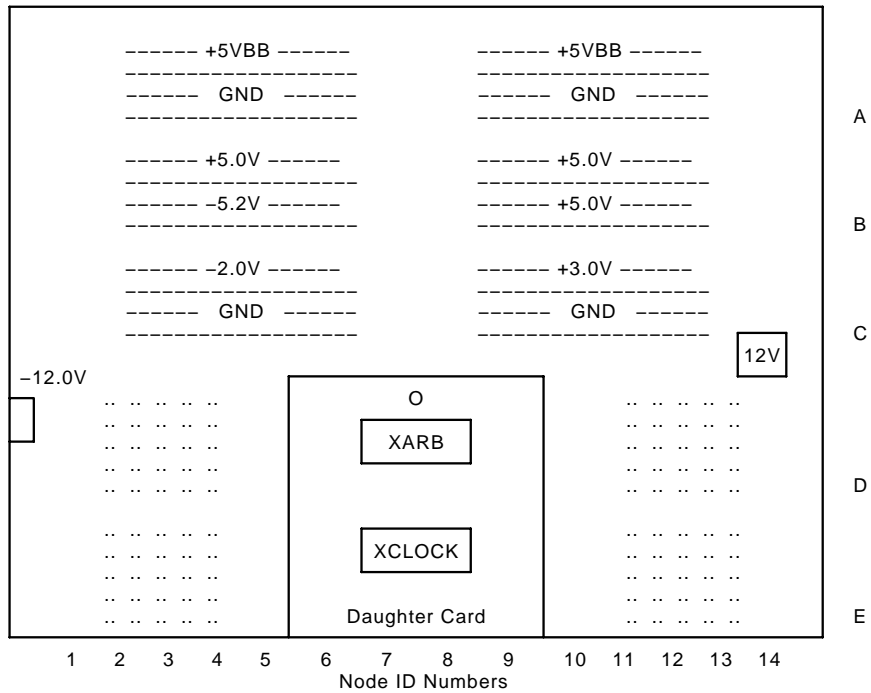 ------ +5VBB ------ ------ +5VBB ------
------ GND ------ ------ GND ------
A
------ +5.0V ------ ------ +5.0V ------
------ −5.2V ------ ------ +5.0V ------
B
------ −2.0V ------ ------ +3.0V ------
------ GND ------ ------ GND ------
C
12V
−12.0V
O
XARB
D
XCLOCK
Daughter Card
E
1 2 3 4 5 6 7 8 9 10 11 12 13 14
Node ID Numbers